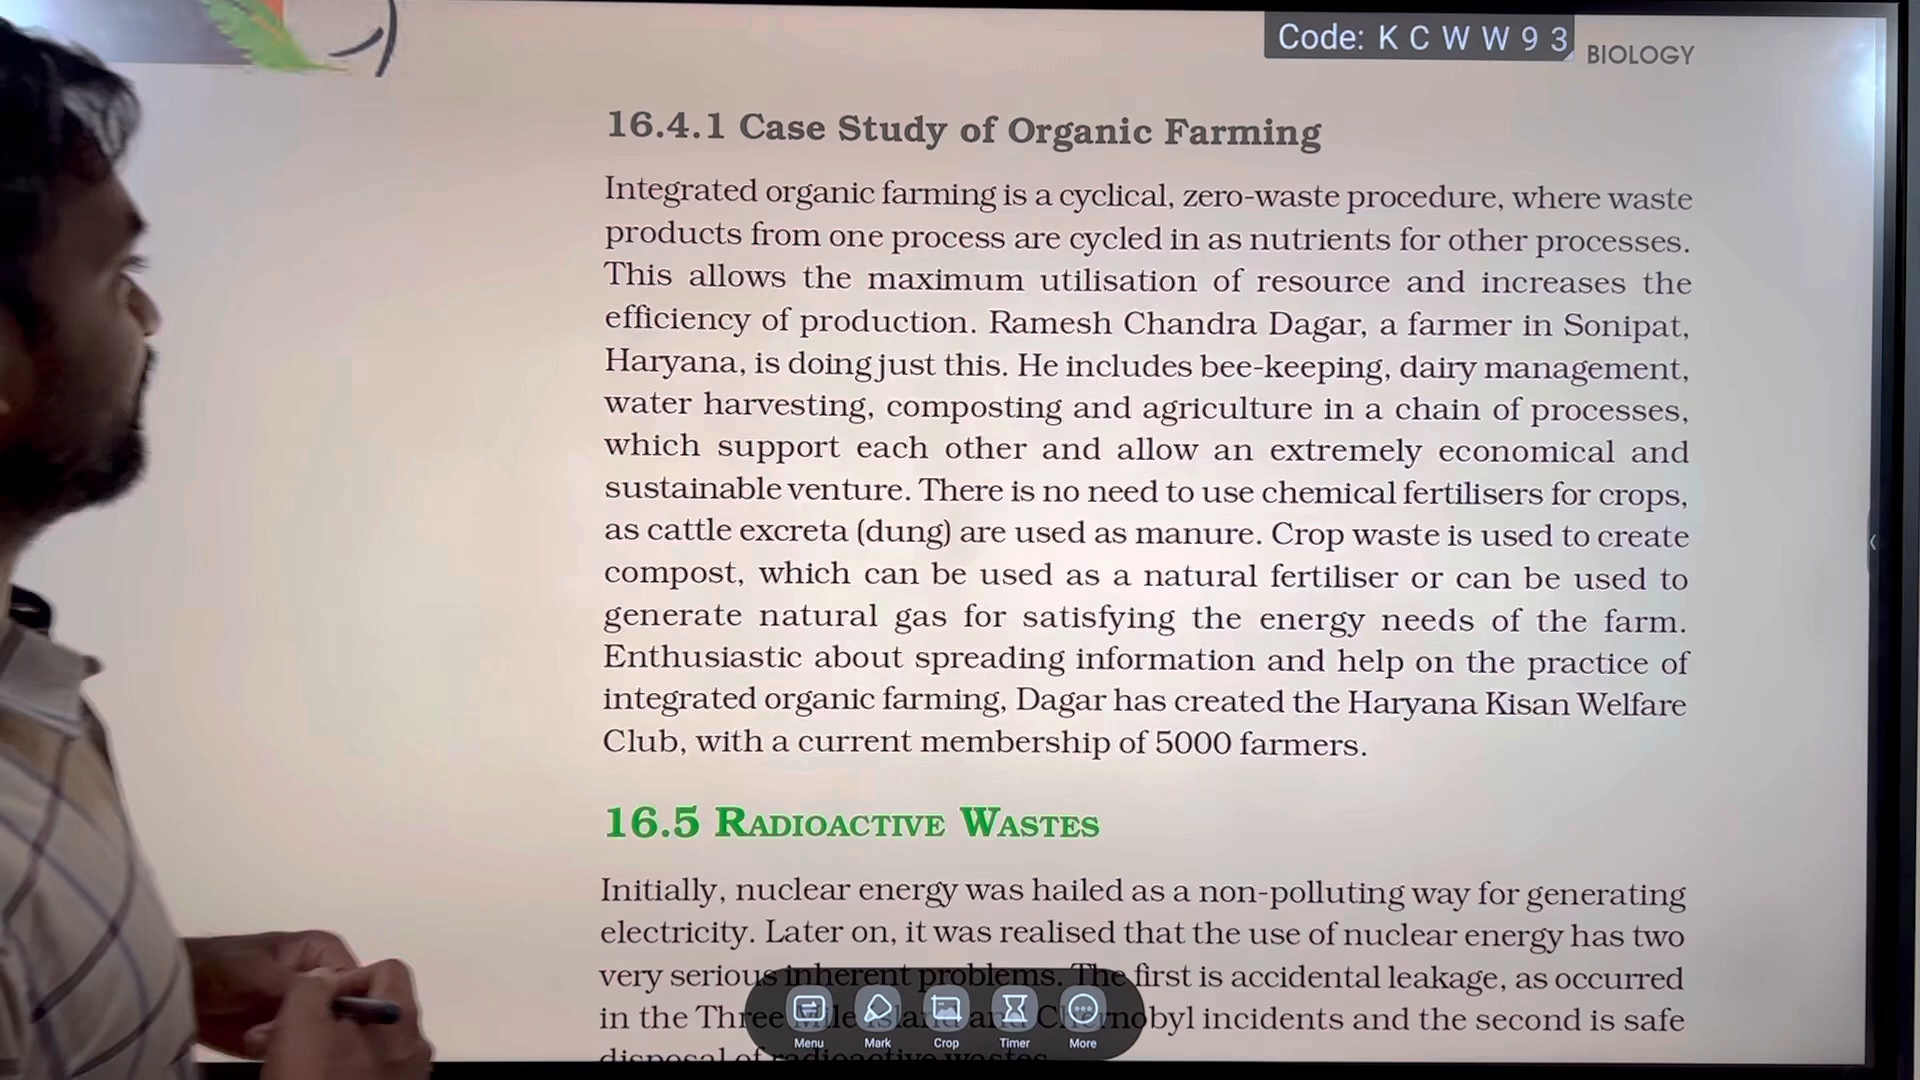 Code: K C W W 9 3
BIOLOGY
16.4.1 Case Study of Organic Farming
Integrated organic farming is a cyclical, zero-waste procedure, where waste
products from one process are cycled in as nutrients for other processes.
This allows the maximum utilisation of resource and increases the
efficiency of production. Ramesh Chandra Dagar, a farmer in Sonipat,
Haryana, is doing just this. He includes bee-keeping, dairy management,
water harvesting, composting and agriculture in a chain of processes,
which support each other and allow an extremely economical and
sustainable venture. There is no need to use chemical fertilisers for crops,
as cattle excreta (dung) are used as manure. Crop waste is used to create
compost, which can be used as a natural fertiliser or can be used to
generate natural gas for satisfying the energy needs of the farm.
Enthusiastic about spreading information and help on the practice of
integrated organic farming, Dagar has created the Haryana Kisan Welfare
Club, with a current membership of 5000 farmers.
16.5 RADIOACTIVE WASTES
Initially, nuclear energy was hailed as a non-polluting way for generating
electricity. Later on, it was realised that the use of nuclear energy has two
very serious inherent problems. The first is accidental leakage, as occurred
in the Three Mile Island and Chernobyl incidents and the second is safe
disposal of radioactive wastes.
Menu Mark Crop Timer More